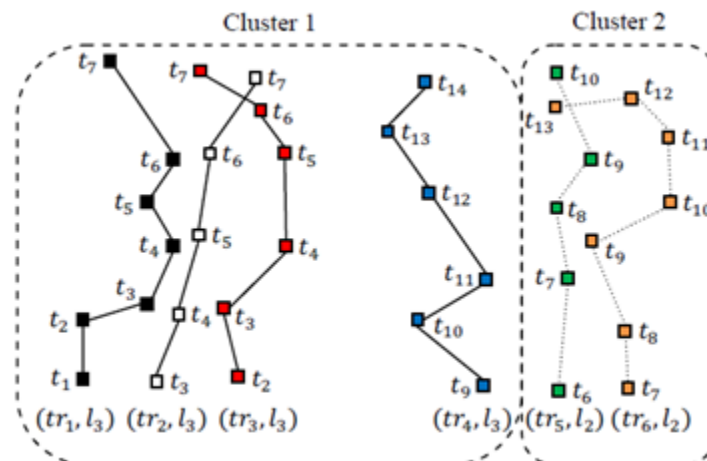 Cluster 1
Cluster 2
t₇ t₇ t₇ t₁₄ t₁₀ t₁₂
t₆ t₁₃ t₁₃ t₁₁
t₆ t₆ t₅ t₉
t₅ t₁₂ t₈ t₁₀
t₄ t₅ t₄ t₉
t₃ t₄ t₃ t₁₁ t₇
t₂ t₁₀ t₈
t₁ t₃ t₂ t₉ t₆ t₇
(tr₁, l₃) (tr₂, l₃) (tr₃, l₃) (tr₄, l₃) (tr₅, l₂) (tr₆, l₂)